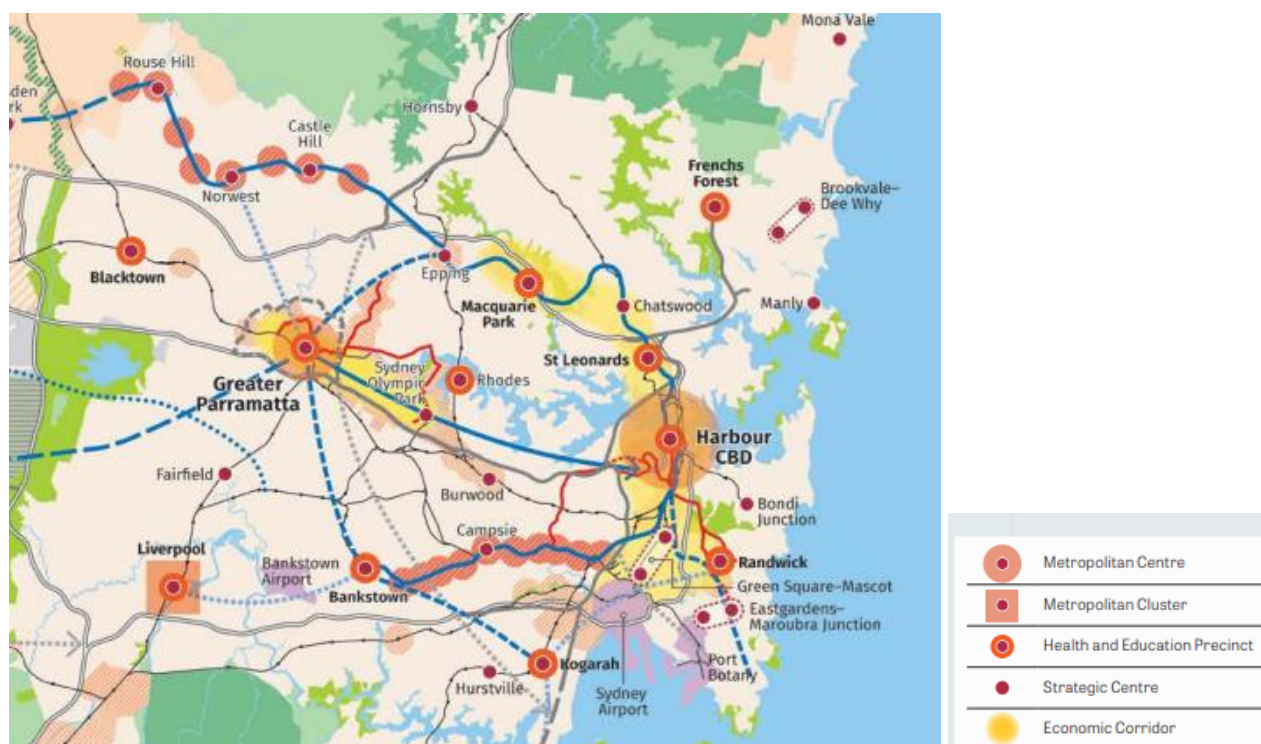 Mona Vale
Rouse Hill
den
rk
Hornsby
Castle
Hill
Frenchs
Forest
Brookvale–
Dee Why
Norwest
Blacktown
Epping
Macquarie
Park
Chatswood
Manly
St Leonards
Sydney
Olympic
Park
Rhodes
Greater
Parramatta
Harbour
CBD
Fairfield
Burwood
Bondi
Junction
Campsie
Liverpool
Bankstown
Airport
Bankstown
Randwick
Green Square–Mascot
Eastgardens–
Maroubra Junction
Kogarah
Hurstville
Sydney
Airport
Port
Botany
Metropolitan Centre
Metropolitan Cluster
Health and Education Precinct
Strategic Centre
Economic Corridor